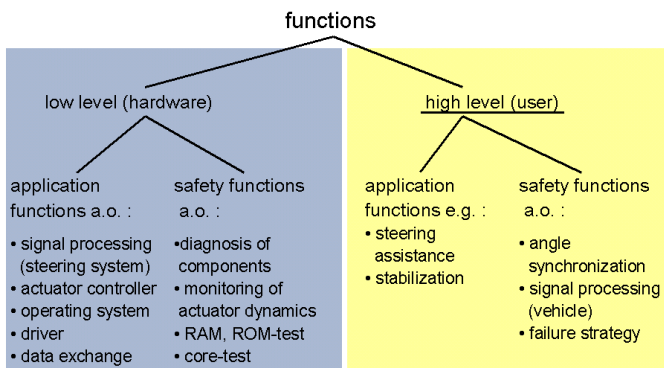 functions
low level (hardware)
high level (user)
application
functions a.o. :
• signal processing
(steering system)
• actuator controller
• operating system
• driver
• data exchange
safety functions
a.o. :
•diagnosis of
components
• monitoring of
actuator dynamics
• RAM, ROM-test
• core-test
application
functions e.g. :
• steering
assistance
• stabilization
safety functions
a.o. :
• angle
synchronization
• signal processing
(vehicle)
• failure strategy